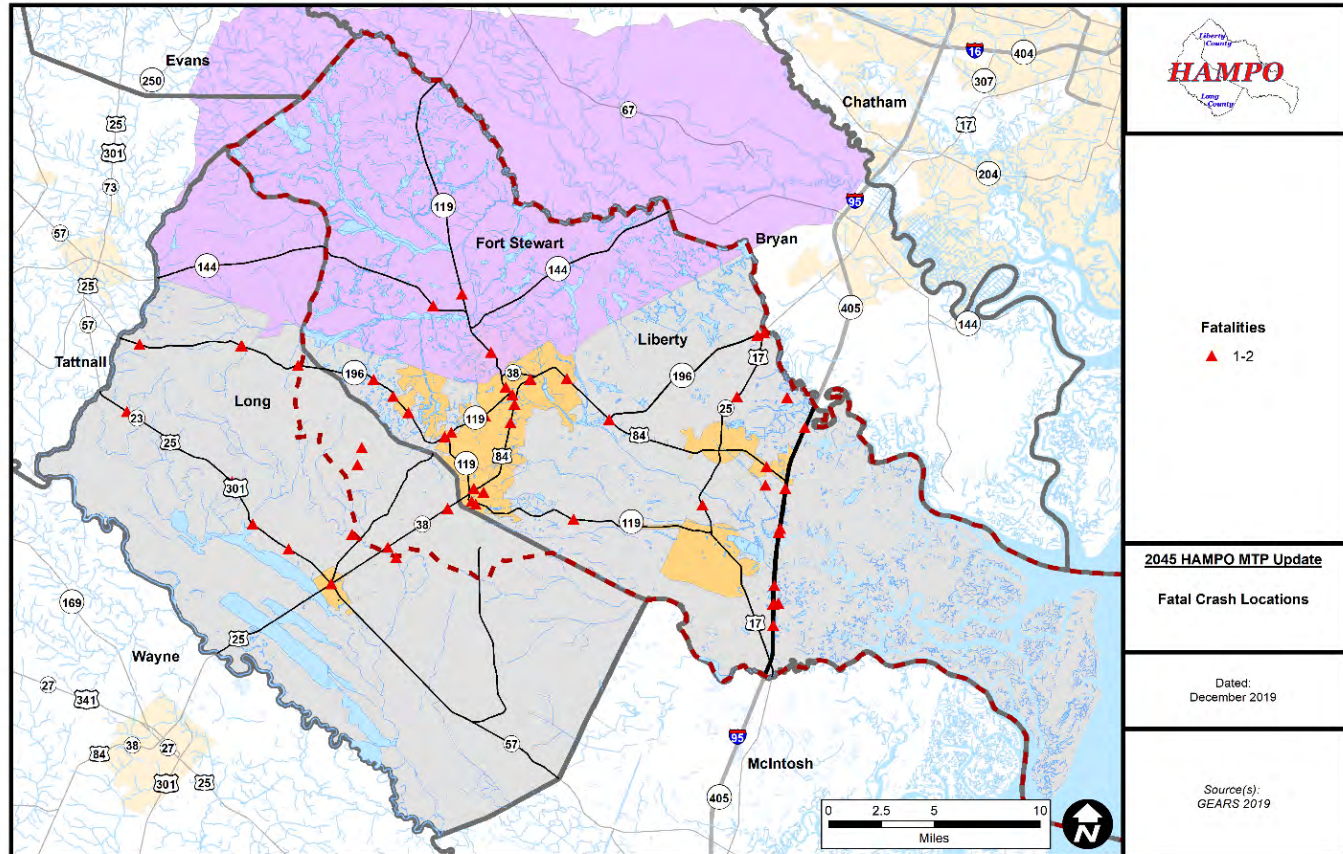 Evans
250
25
301
73
57
25
57
Tattnall
16
404
307
Chatham
17
67
204
95
Bryan
405
144
119
Fort Stewart
144
144
Liberty
17
38
196
196
Long
119
25
23
25
84
84
119
301
38
119
169
25
17
Wayne
27
341
84
38
27
301
25
57
95
McIntosh
405
0 2.5 5 10
Miles
N
Liberty
County
HAMPO
Long
County
Fatalities
1-2
2045 HAMPO MTP Update
Fatal Crash Locations
Dated:
December 2019
Source(s):
GEARS 2019